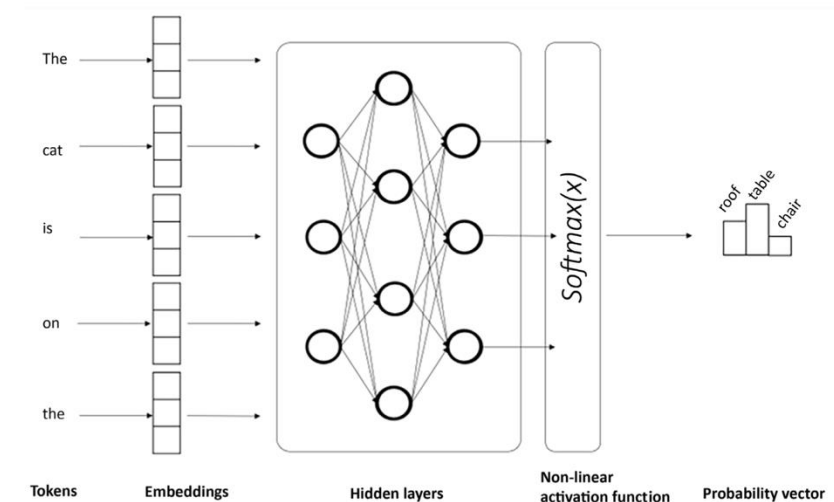 The
cat
is
on
the
Softmax(x)
roof
table
chair
Tokens
Embeddings
Hidden layers
Non-linear
activation function
Probability vector